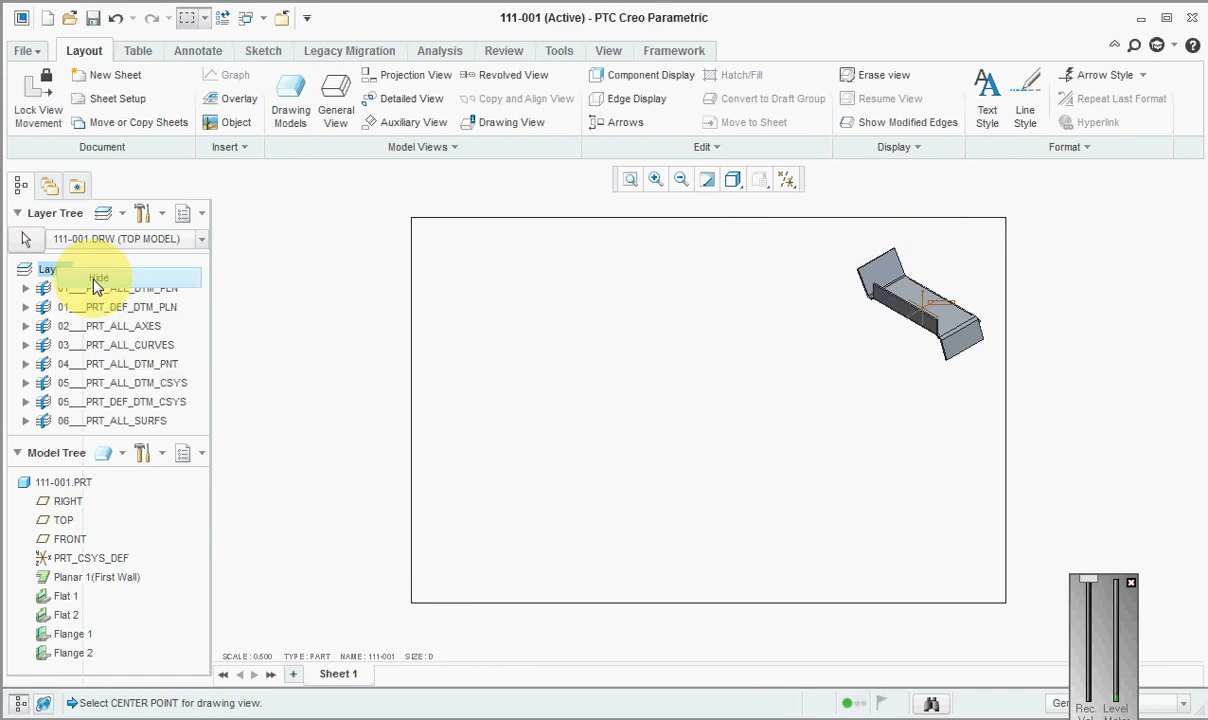 111-001 (Active) - PTC Creo Parametric
File Layout Table Annotate Sketch Legacy Migration Analysis Review Tools View Framework
Lock View Movement
New Sheet
Sheet Setup
Move or Copy Sheets
Document
Graph
Overlay
Object
Insert
Drawing Models
General View
Projection View
Detailed View
Auxiliary View
Revolved View
Copy and Align View
Drawing View
Model Views
Component Display
Edge Display
Arrows
Hatch/Fill
Convert to Draft Group
Move to Sheet
Edit
Erase view
Resume View
Show Modified Edges
Display
Text Style
Line Style
Arrow Style
Repeat Last Format
Hyperlink
Format
Layer Tree
111-001.DRW (TOP MODEL)
Lay
Hide
01___PRT_ALL_DTM_PLN
01___PRT_DEF_DTM_PLN
02___PRT_ALL_AXES
03___PRT_ALL_CURVES
04___PRT_ALL_DTM_PNT
05___PRT_ALL_DTM_CSYS
05___PRT_DEF_DTM_CSYS
06___PRT_ALL_SURFS
Model Tree
111-001.PRT
RIGHT
TOP
FRONT
PRT_CSYS_DEF
Planar 1(First Wall)
Flat 1
Flat 2
Flange 1
Flange 2
SCALE : 0.500 TYPE : PART NAME : 111-001 SIZE : D
Sheet 1
Select CENTER POINT for drawing view.
Rec. Level